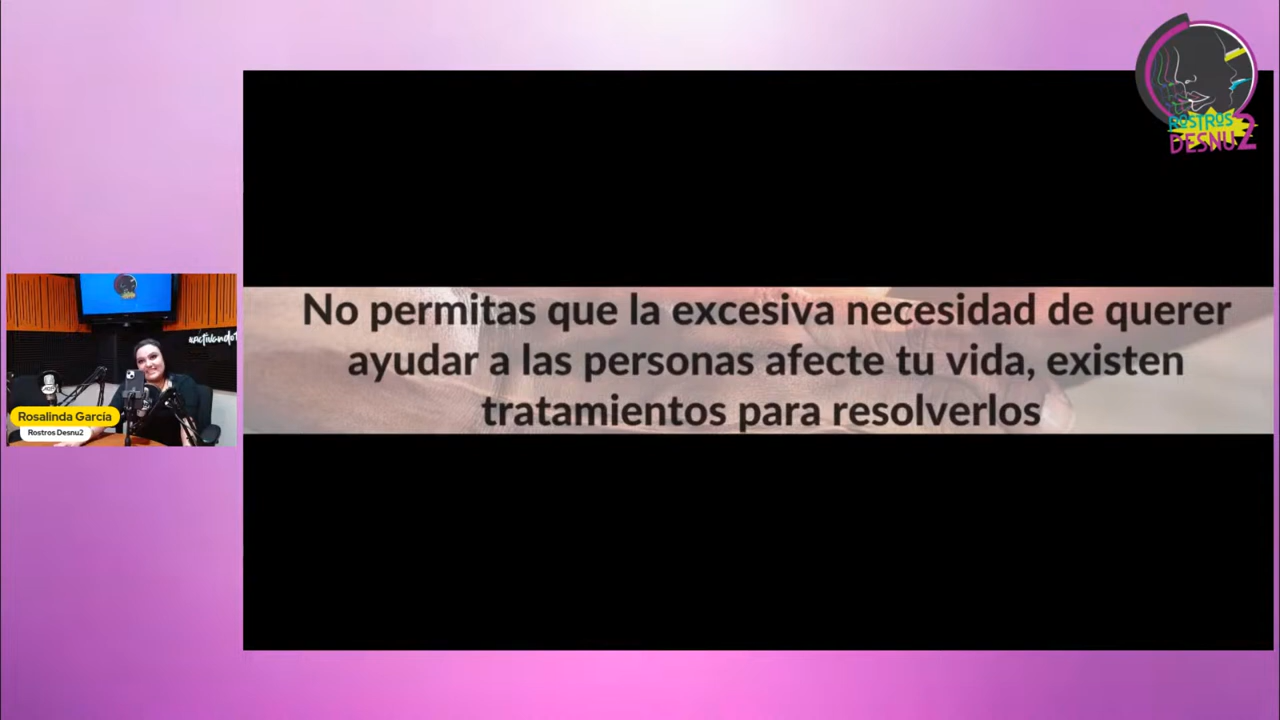 ROSTROS
DESNU2
No permitas que la excesiva necesidad de querer
ayudar a las personas afecte tu vida, existen
tratamientos para resolverlos
Rosalinda García
Rostros Desnu2